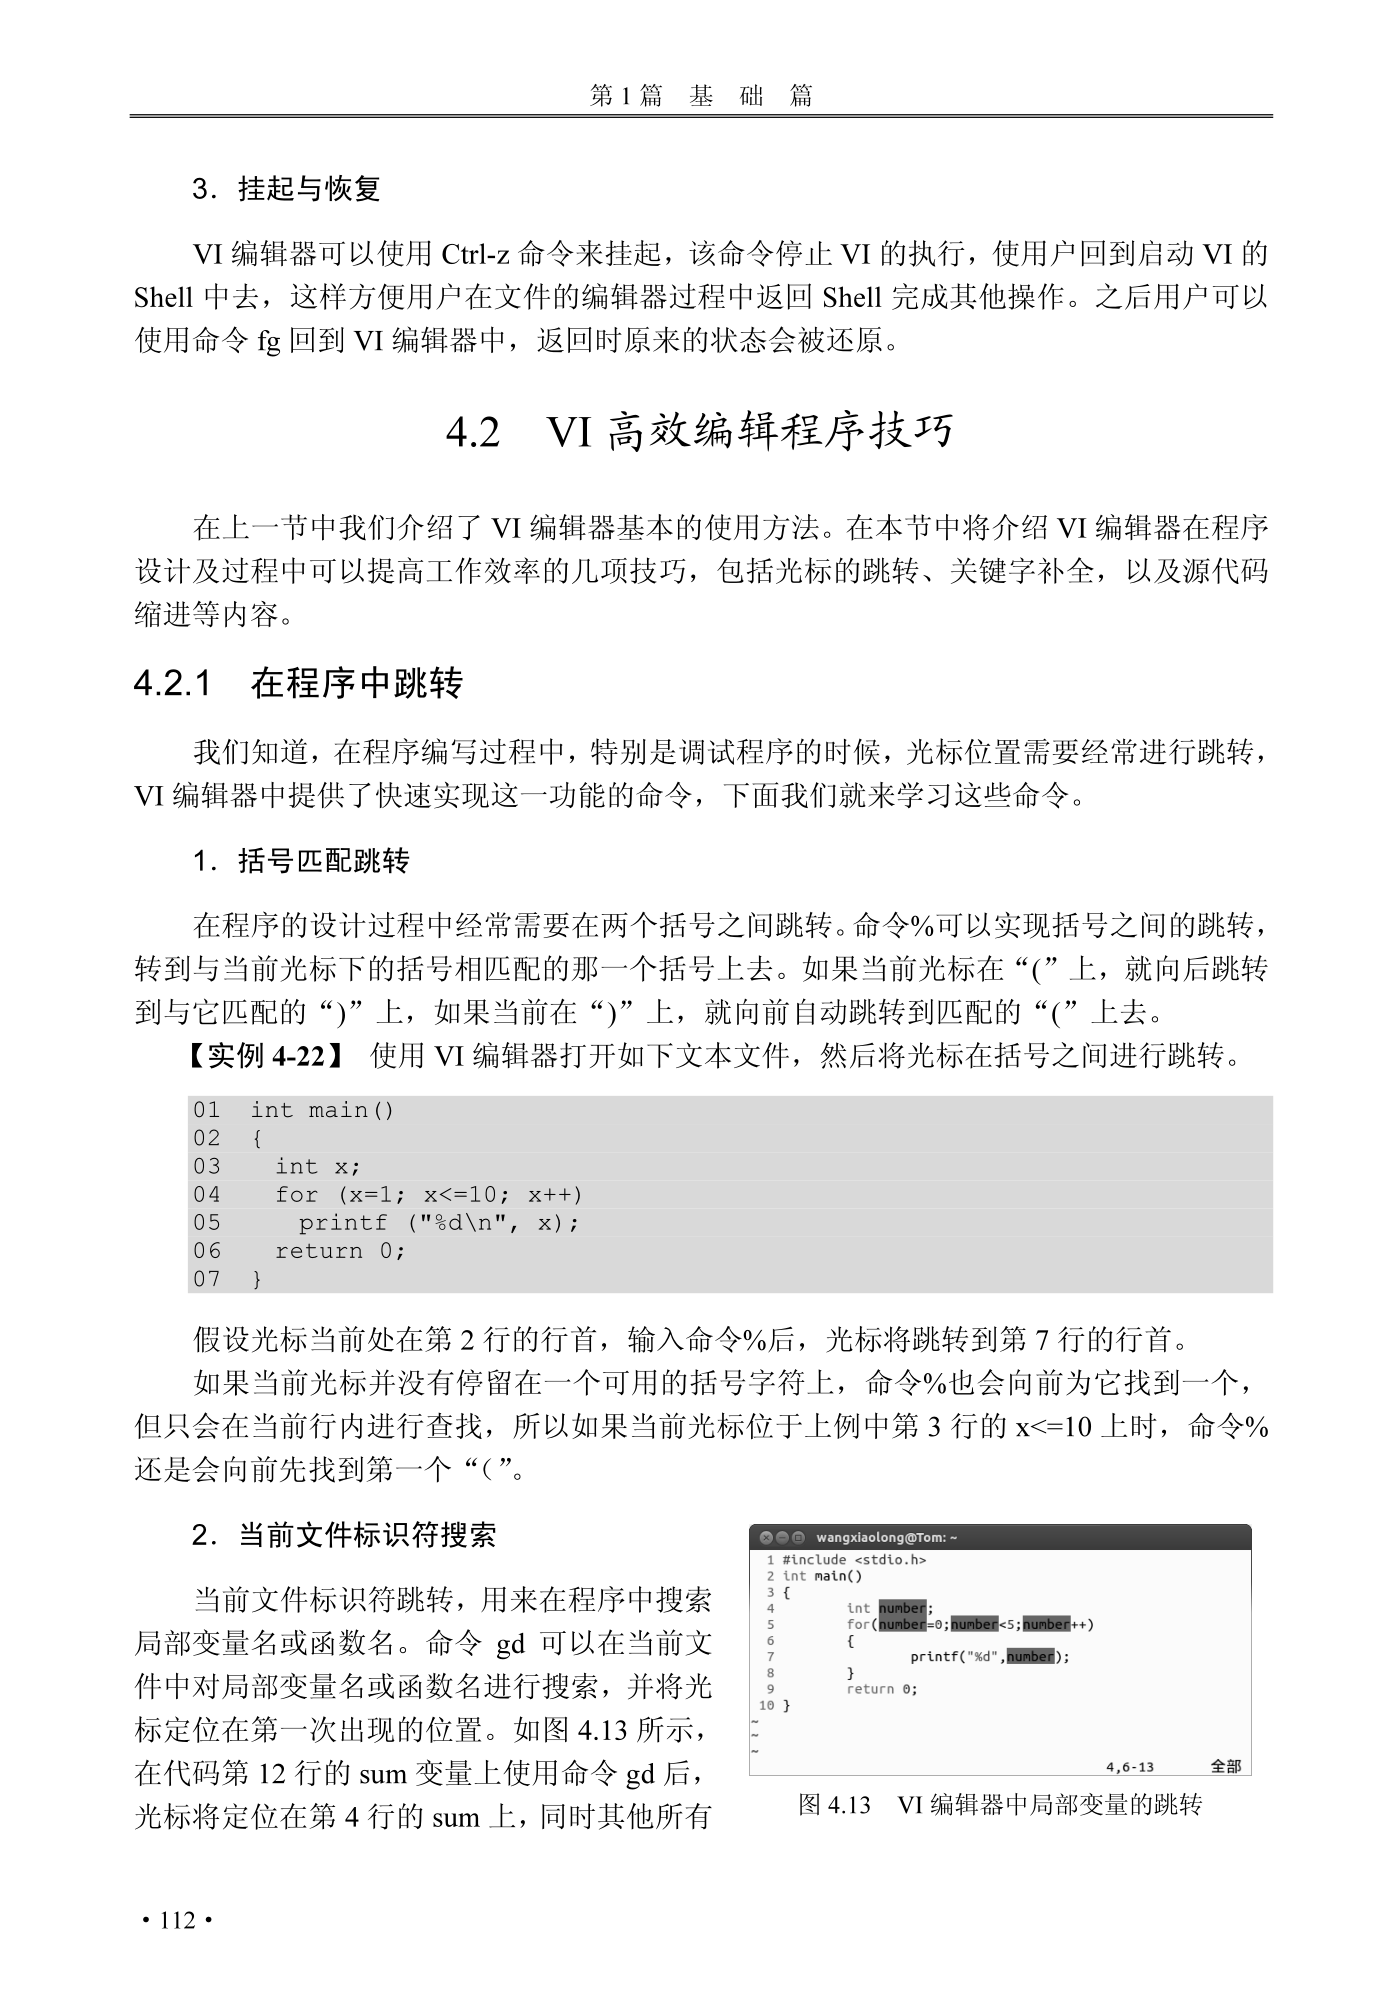 第 1 篇　基　础　篇
3．挂起与恢复
VI 编辑器可以使用 Ctrl-z 命令来挂起，该命令停止 VI 的执行，使用户回到启动 VI 的
Shell 中去，这样方便用户在文件的编辑器过程中返回 Shell 完成其他操作。之后用户可以
使用命令 fg 回到 VI 编辑器中，返回时原来的状态会被还原。
4.2　VI 高效编辑程序技巧
在上一节中我们介绍了 VI 编辑器基本的使用方法。在本节中将介绍 VI 编辑器在程序
设计及过程中可以提高工作效率的几项技巧，包括光标的跳转、关键字补全，以及源代码
缩进等内容。
4.2.1　在程序中跳转
我们知道，在程序编写过程中，特别是调试程序的时候，光标位置需要经常进行跳转，
VI 编辑器中提供了快速实现这一功能的命令，下面我们就来学习这些命令。
1．括号匹配跳转
在程序的设计过程中经常需要在两个括号之间跳转。命令%可以实现括号之间的跳转，
转到与当前光标下的括号相匹配的那一个括号上去。如果当前光标在“(”上，就向后跳转
到与它匹配的“)”上，如果当前在“)”上，就向前自动跳转到匹配的“(”上去。
【实例 4-22】 使用 VI 编辑器打开如下文本文件，然后将光标在括号之间进行跳转。
01  int main()
02  {
03    int x;
04    for (x=1; x<=10; x++)
05      printf ("%d\n", x);
06    return 0;
07  }
假设光标当前处在第 2 行的行首，输入命令%后，光标将跳转到第 7 行的行首。
如果当前光标并没有停留在一个可用的括号字符上，命令%也会向前为它找到一个，
但只会在当前行内进行查找，所以如果当前光标位于上例中第 3 行的 x<=10 上时，命令%
还是会向前先找到第一个“（”。
2．当前文件标识符搜索
当前文件标识符跳转，用来在程序中搜索
局部变量名或函数名。命令 gd 可以在当前文
件中对局部变量名或函数名进行搜索，并将光
标定位在第一次出现的位置。如图 4.13 所示，
在代码第 12 行的 sum 变量上使用命令 gd 后，
光标将定位在第 4 行的 sum 上，同时其他所有
wangxiaolong@Tom: ~
1 #include <stdio.h>
2 int main()
3 {
4         int number;
5         for(number=0;number<5;number++)
6         {
7                 printf("%d",number);
8         }
9         return 0;
10 }
~
~
~
4,6-13　全部
图 4.13　VI 编辑器中局部变量的跳转
• 112 •